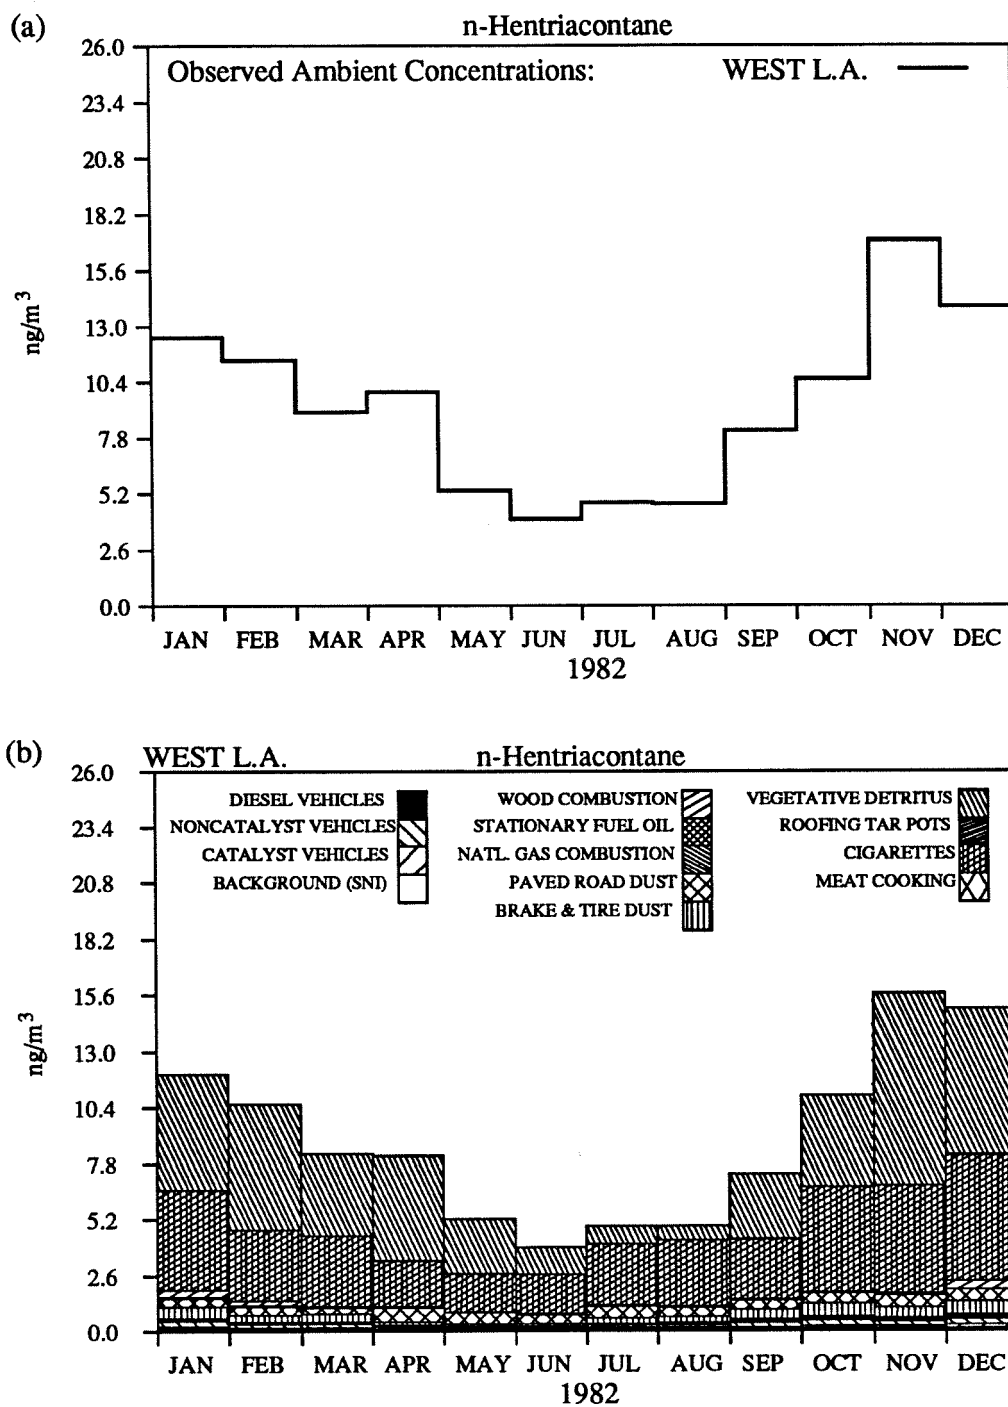 (a)
n-Hentriacontane
Observed Ambient Concentrations: WEST L.A.
26.0
23.4
20.8
18.2
15.6
13.0
10.4
7.8
5.2
2.6
0.0
ng/m³
JAN FEB MAR APR MAY JUN JUL AUG SEP OCT NOV DEC
1982
(b)
WEST L.A. n-Hentriacontane
26.0
23.4
20.8
18.2
15.6
13.0
10.4
7.8
5.2
2.6
0.0
ng/m³
DIESEL VEHICLES
NONCATALYST VEHICLES
CATALYST VEHICLES
BACKGROUND (SNI)
WOOD COMBUSTION
STATIONARY FUEL OIL
NATL. GAS COMBUSTION
PAVED ROAD DUST
BRAKE & TIRE DUST
VEGETATIVE DETRITUS
ROOFING TAR POTS
CIGARETTES
MEAT COOKING
JAN FEB MAR APR MAY JUN JUL AUG SEP OCT NOV DEC
1982